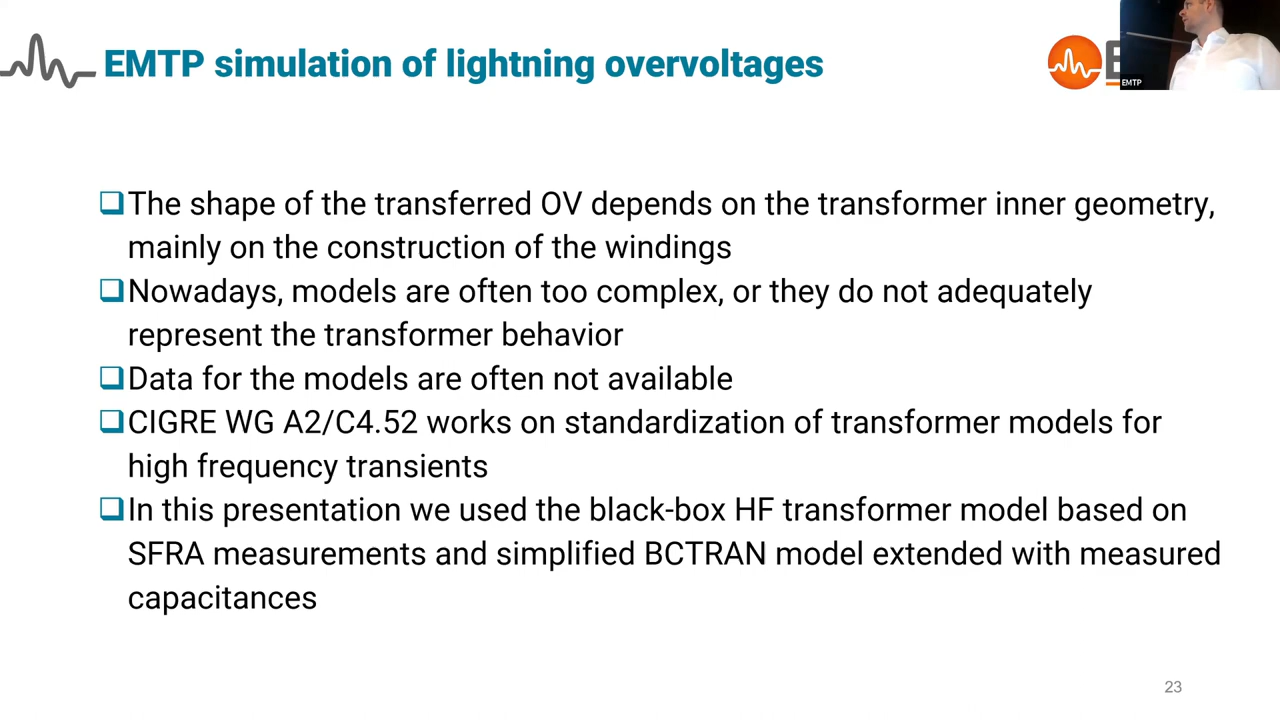 EMTP simulation of lightning overvoltages
EMTP
❑The shape of the transferred OV depends on the transformer inner geometry,
mainly on the construction of the windings
❑Nowadays, models are often too complex, or they do not adequately
represent the transformer behavior
❑Data for the models are often not available
❑CIGRE WG A2/C4.52 works on standardization of transformer models for
high frequency transients
❑In this presentation we used the black-box HF transformer model based on
SFRA measurements and simplified BCTRAN model extended with measured
capacitances
23